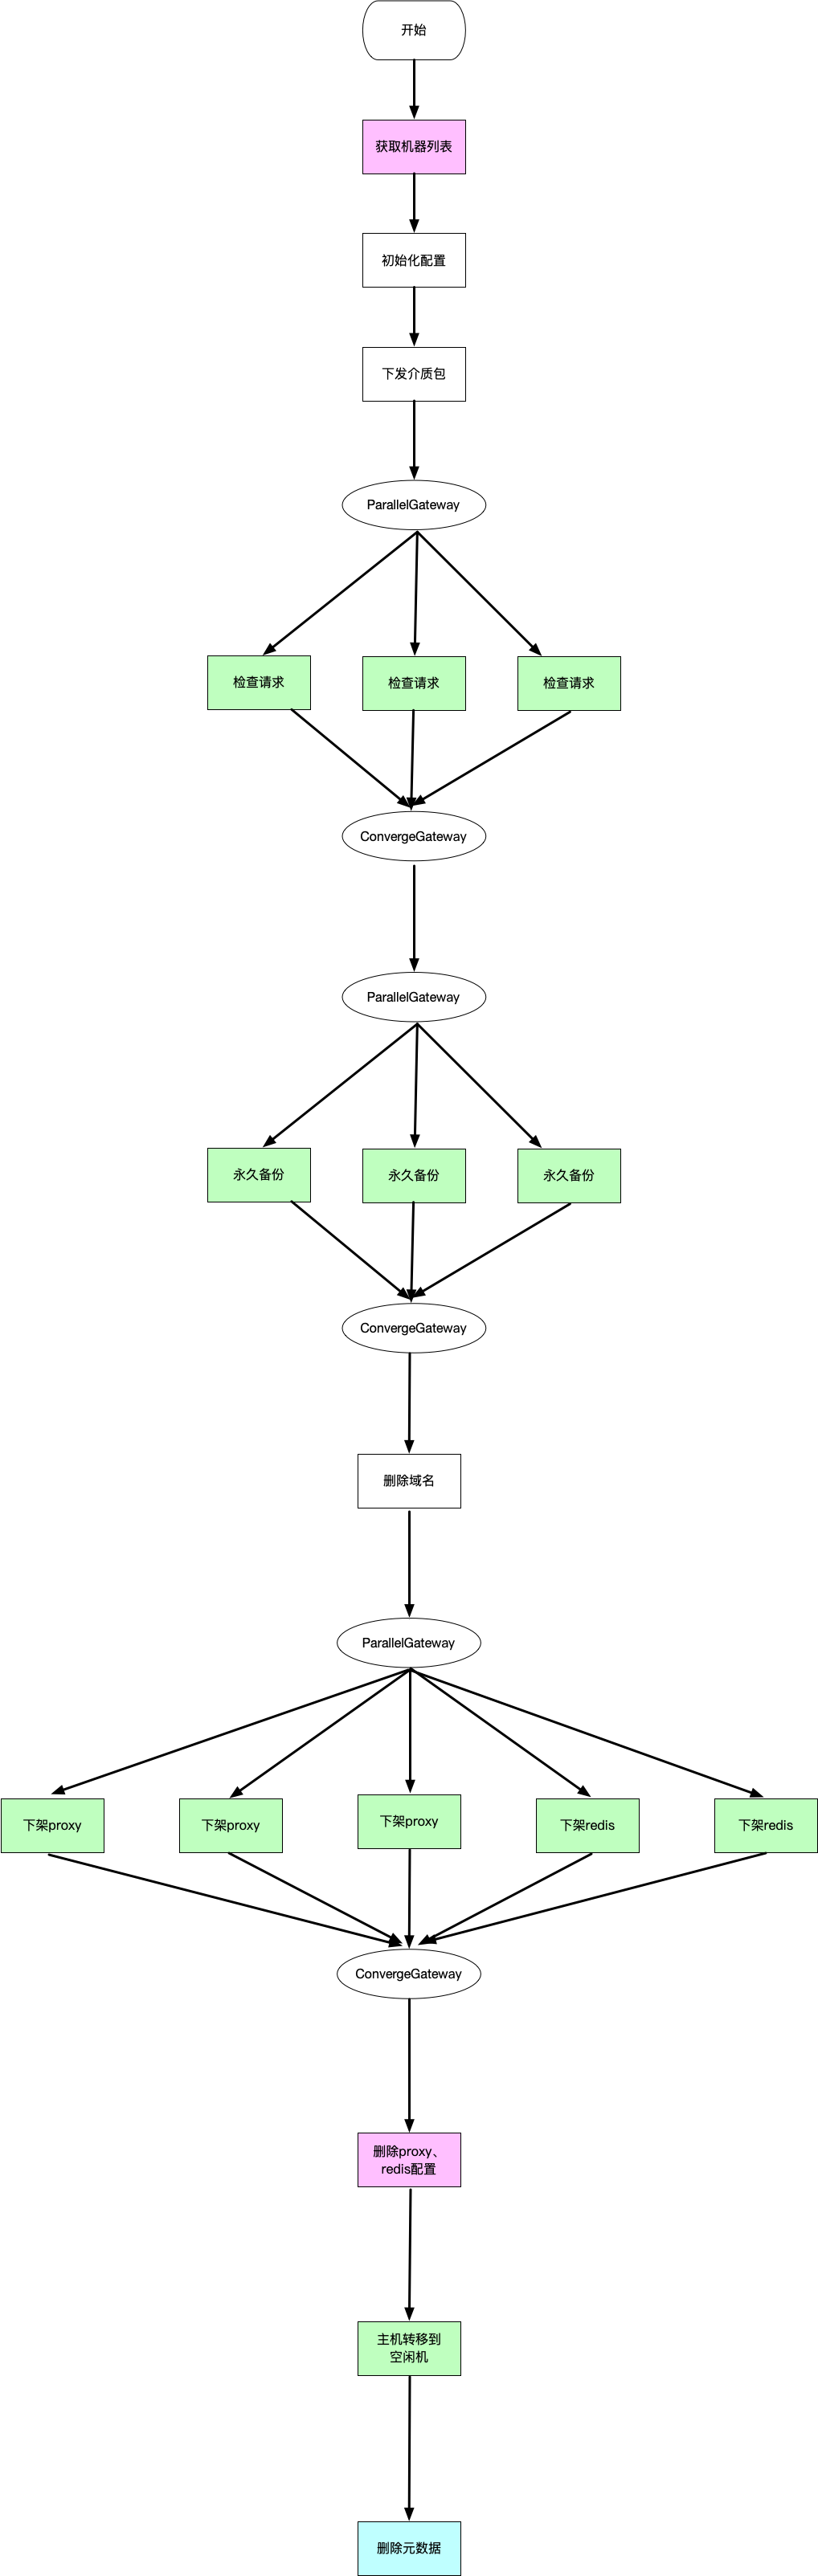 开始
获取机器列表
初始化配置
下发介质包
ParallelGateway
检查请求
检查请求
检查请求
ConvergeGateway
ParallelGateway
永久备份
永久备份
永久备份
ConvergeGateway
删除域名
ParallelGateway
下架proxy
下架proxy
下架proxy
下架redis
下架redis
ConvergeGateway
删除proxy、
redis配置
主机转移到
空闲机
删除元数据